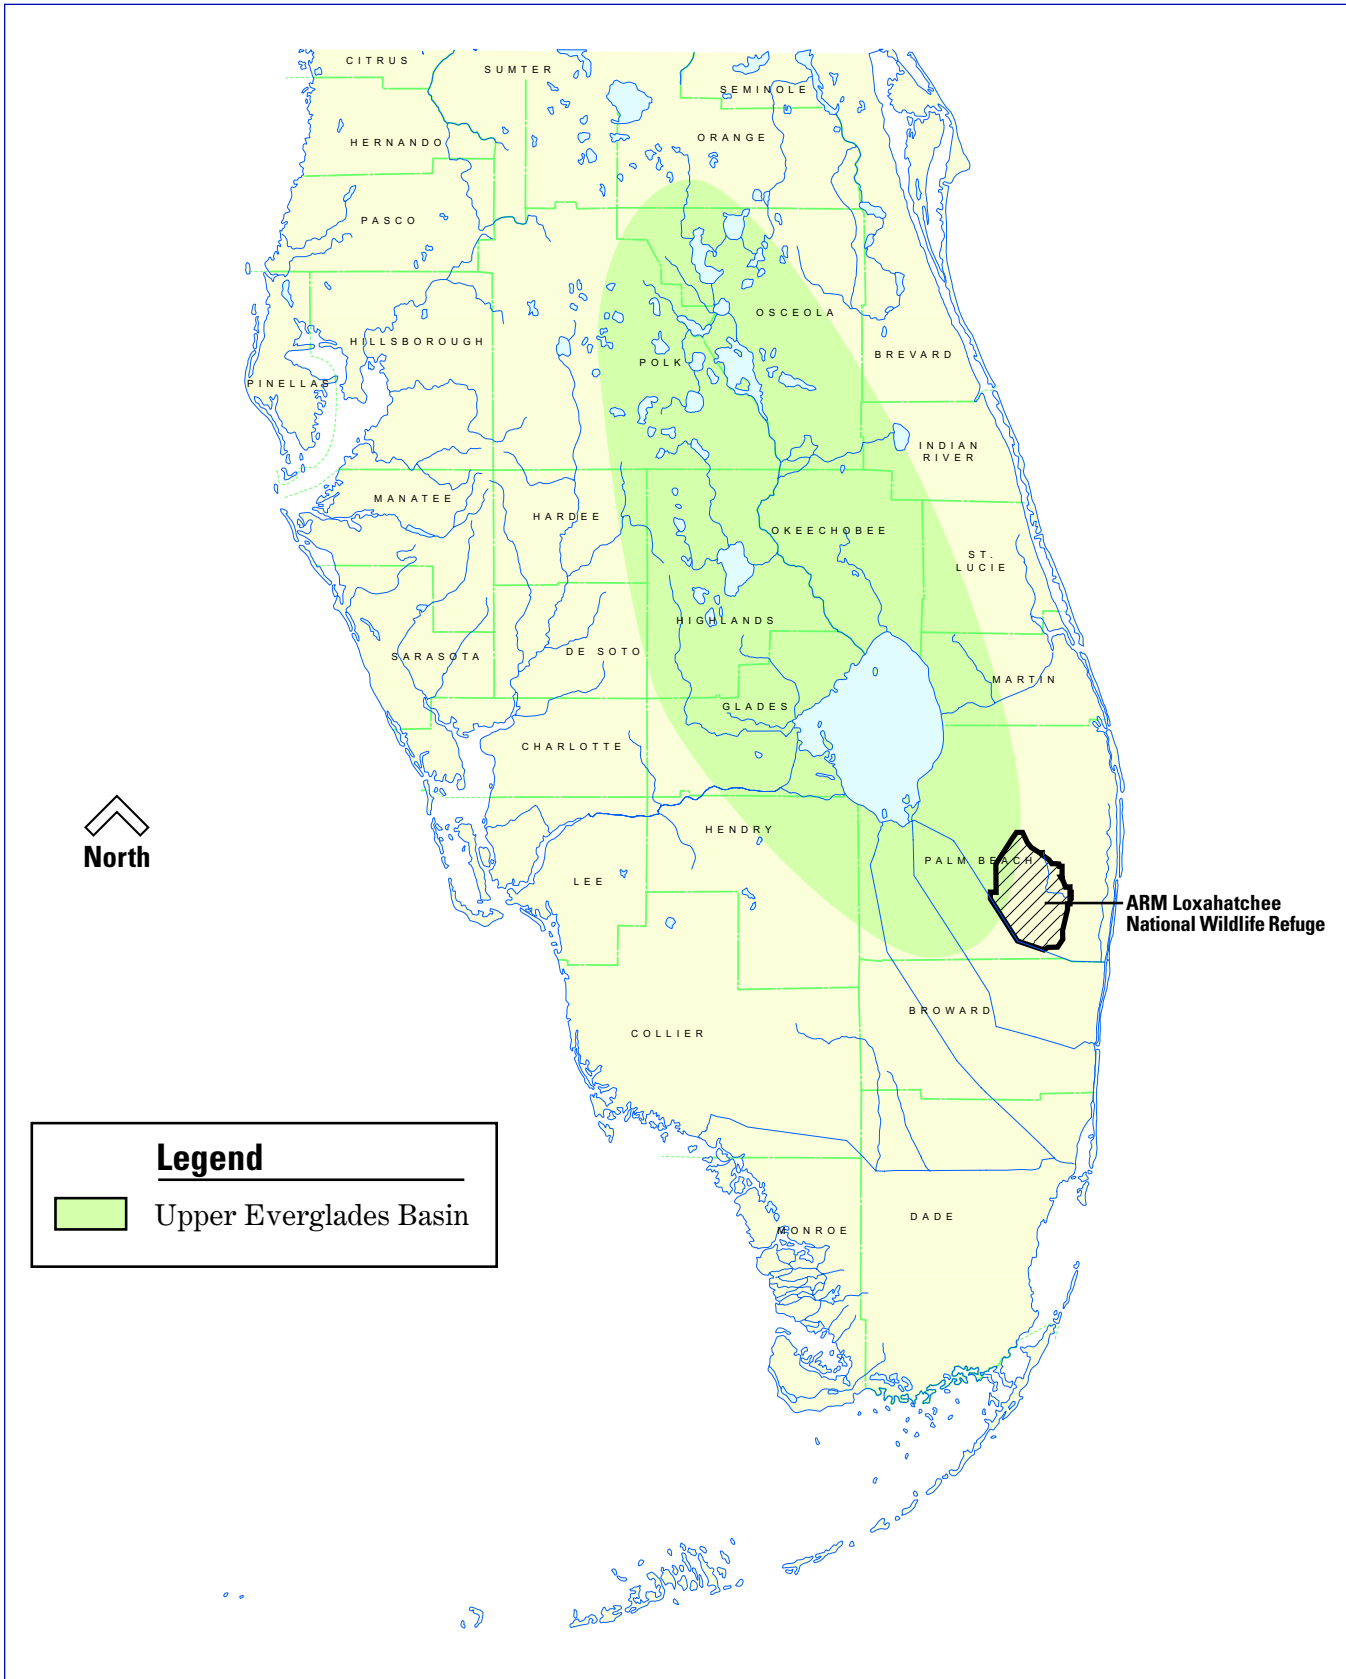 CITRUS
SUMTER
SEMINOLE
ORANGE
HERNANDO
PASCO
OSCEOLA
HILLSBOROUGH
BREVARD
POLK
PINELLAS
INDIAN
RIVER
MANATEE
HARDEE
OKEECHOBEE
ST.
LUCIE
HIGHLANDS
DE SOTO
SARASOTA
MARTIN
GLADES
CHARLOTTE
HENDRY
North
PALM BEACH
LEE
ARM Loxahatchee
National Wildlife Refuge
BROWARD
COLLIER
Legend
Upper Everglades Basin
DADE
MONROE